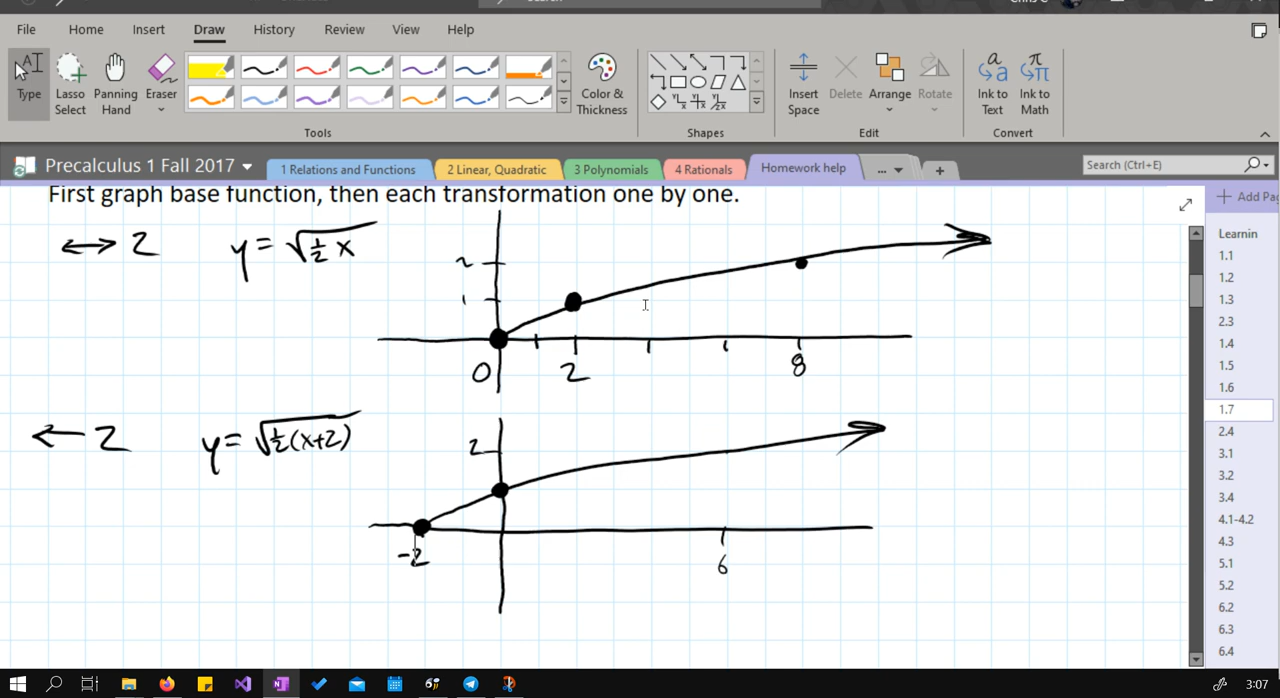 File Home Insert Draw History Review View Help
Type Lasso Select Panning Hand Eraser Color & Thickness Insert Space Delete Arrange Rotate Ink to Text Ink to Math
Tools Shapes Edit Convert
Precalculus 1 Fall 2017 1 Relations and Functions 2 Linear, Quadratic 3 Polynomials 4 Rationals Homework help ... + Search (Ctrl+E)
First graph base function, then each transformation one by one.
+ Add Pag
Learnin
1.1
1.2
1.3
2.3
1.4
1.5
1.6
1.7
2.4
3.1
3.2
3.4
4.1-4.2
4.3
5.1
5.2
6.2
6.3
6.4
↔ 2 y = √(½x)
2
1
0 2 8
← 2 y = √(½(x+2))
2
-2 6
3:07